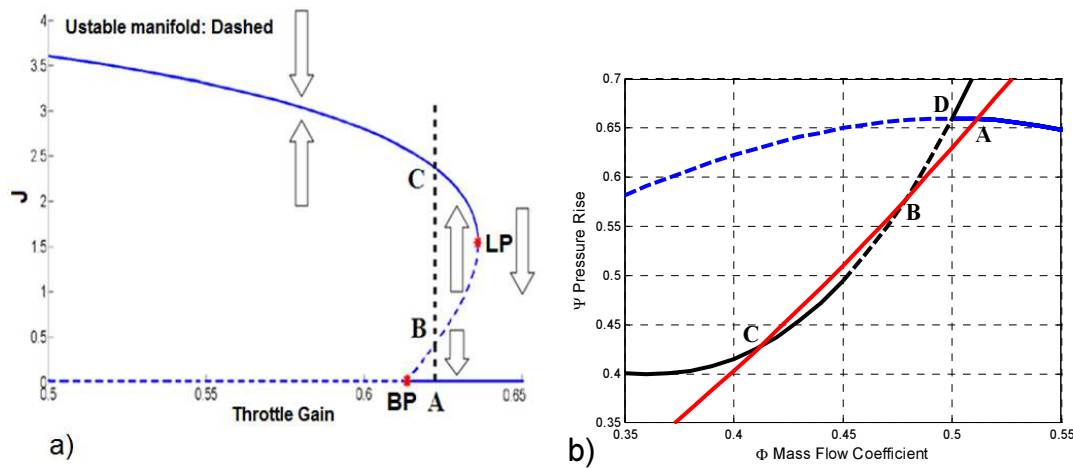 Ustable manifold: Dashed
4
3.5
3
2.5
2
1.5
1
0.5
0
J
C
B
LP
BP
A
0.5
0.55
0.6
0.65
Throttle Gain
a)
0.7
0.65
0.6
0.55
0.5
0.45
0.4
0.35
Ψ Pressure Rise
D
A
B
C
0.35
0.4
0.45
0.5
0.55
Φ Mass Flow Coefficient
b)